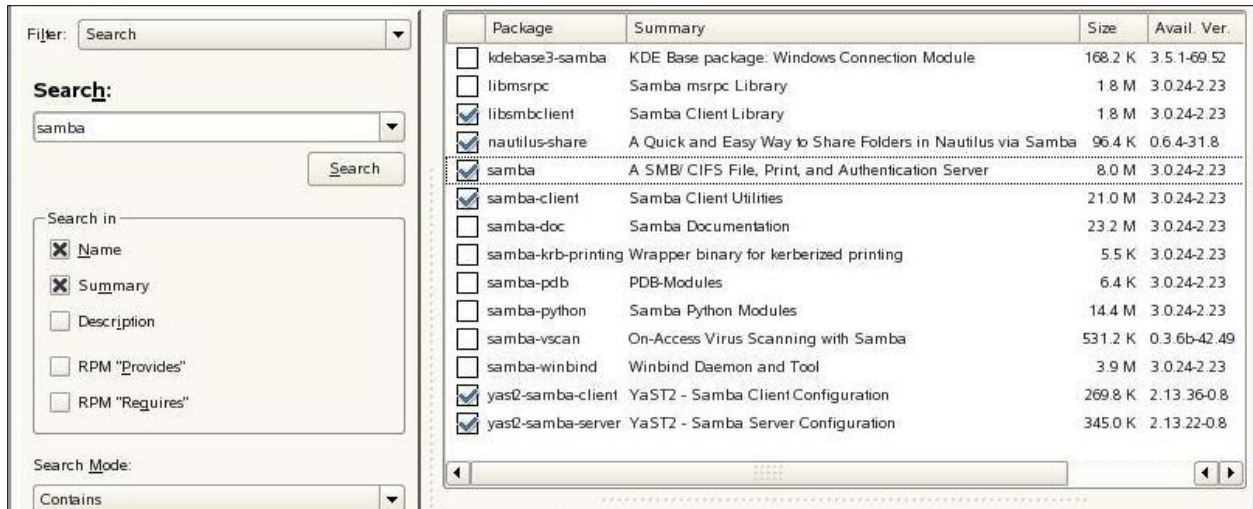 Filter: Search
Search:
samba
Search
Search in
Name
Summary
Description
RPM "Provides"
RPM "Requires"
Search Mode:
Contains
Package Summary Size Avail. Ver.
kdebase3-samba KDE Base package: Windows Connection Module 168.2 K 3.5.1-69.52
libmsrpc Samba msrpc Library 1.8 M 3.0.24-2.23
libsmbclient Samba Client Library 1.8 M 3.0.24-2.23
nautilus-share A Quick and Easy Way to Share Folders in Nautilus via Samba 96.4 K 0.6.4-31.8
samba A SMB/ CIFS File, Print, and Authentication Server 8.0 M 3.0.24-2.23
samba-client Samba Client Utilities 21.0 M 3.0.24-2.23
samba-doc Samba Documentation 23.2 M 3.0.24-2.23
samba-krb-printing Wrapper binary for kerberized printing 5.5 K 3.0.24-2.23
samba-pdb PDB-Modules 6.4 K 3.0.24-2.23
samba-python Samba Python Modules 14.4 M 3.0.24-2.23
samba-vscan On-Access Virus Scanning with Samba 531.2 K 0.3.6b-42.49
samba-winbind Winbind Daemon and Tool 3.9 M 3.0.24-2.23
yast2-samba-client YaST2 - Samba Client Configuration 269.8 K 2.13.36-0.8
yast2-samba-server YaST2 - Samba Server Configuration 345.0 K 2.13.22-0.8